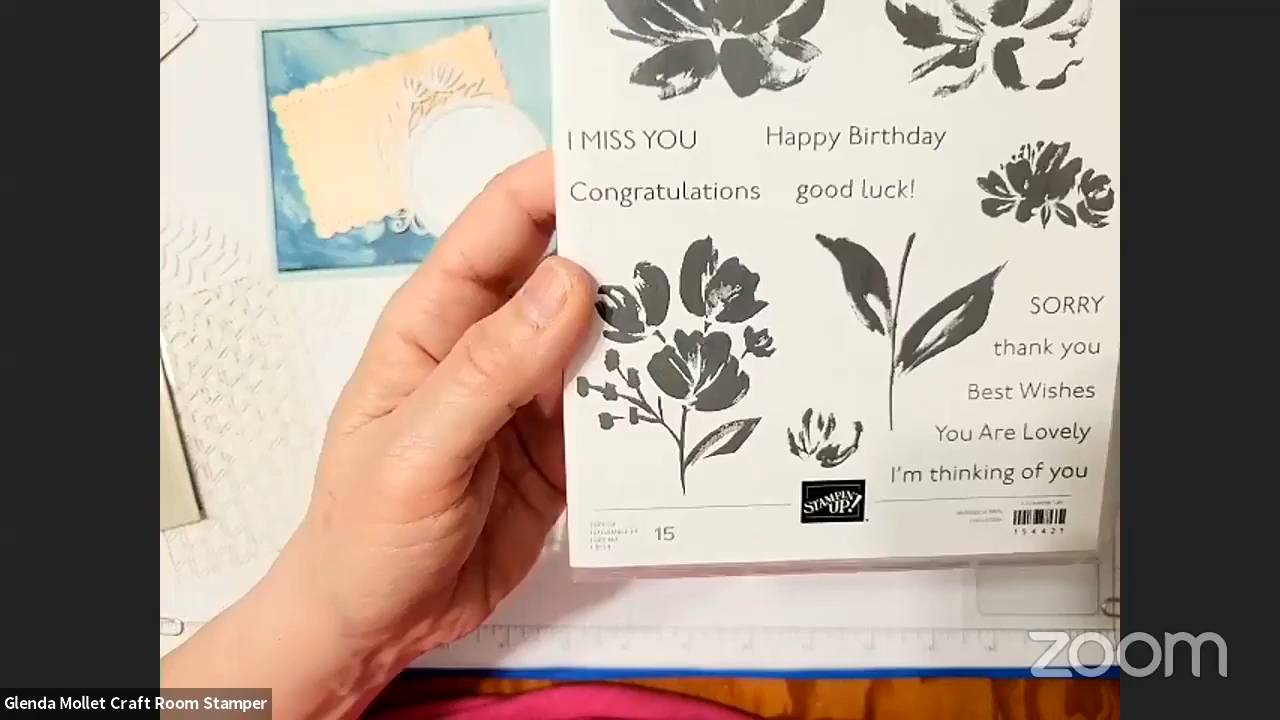 I MISS YOU
Happy Birthday
Congratulations
good luck!
SORRY
thank you
Best Wishes
You Are Lovely
I'm thinking of you
STAMPIN' UP!
15
154421
zoom
Glenda Mollet Craft Room Stamper